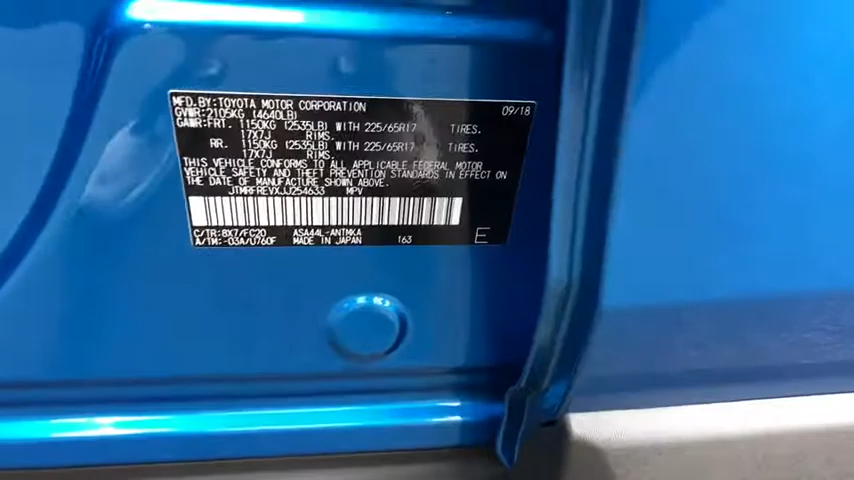 MFD.BY:TOYOTA MOTOR CORPORATION 09/18
GVWR:2105KG (4640LB)
GAWR:FRT. 1150KG (2535LB) WITH 225/65R17 TIRES.
17X7J RIMS.
RR. 1150KG (2535LB) WITH 225/65R17 TIRES.
17X7J RIMS.
THIS VEHICLE CONFORMS TO ALL APPLICABLE FEDERAL MOTOR
VEHICLE SAFETY AND THEFT PREVENTION STANDARDS IN EFFECT ON
THE DATE OF MANUFACTURE SHOWN ABOVE.
JTMRFREVXJJ254633 MPV
C/TR:8X7/FC20 ASA44L-ANTMKA
A/TM:-03A/U760F MADE IN JAPAN 163 E